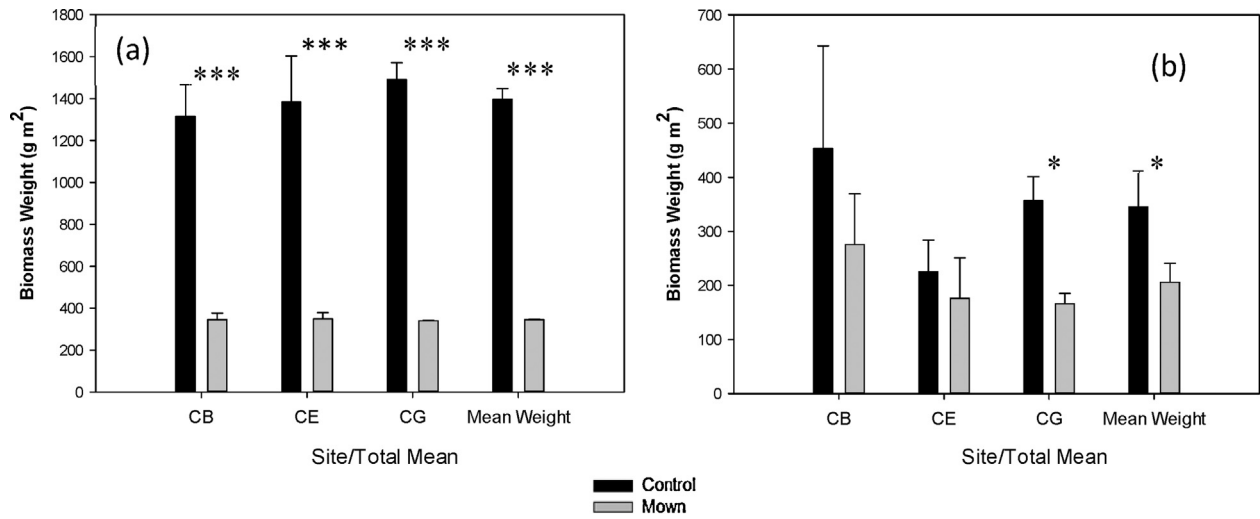 (a)
Biomass Weight (g m²)
1800
1600
1400
1200
1000
800
600
400
200
0
***
***
***
***
CB
CE
CG
Mean Weight
Site/Total Mean
(b)
Biomass Weight (g m²)
700
600
500
400
300
200
100
0
*
*
CB
CE
CG
Mean Weight
Site/Total Mean
Control
Mown